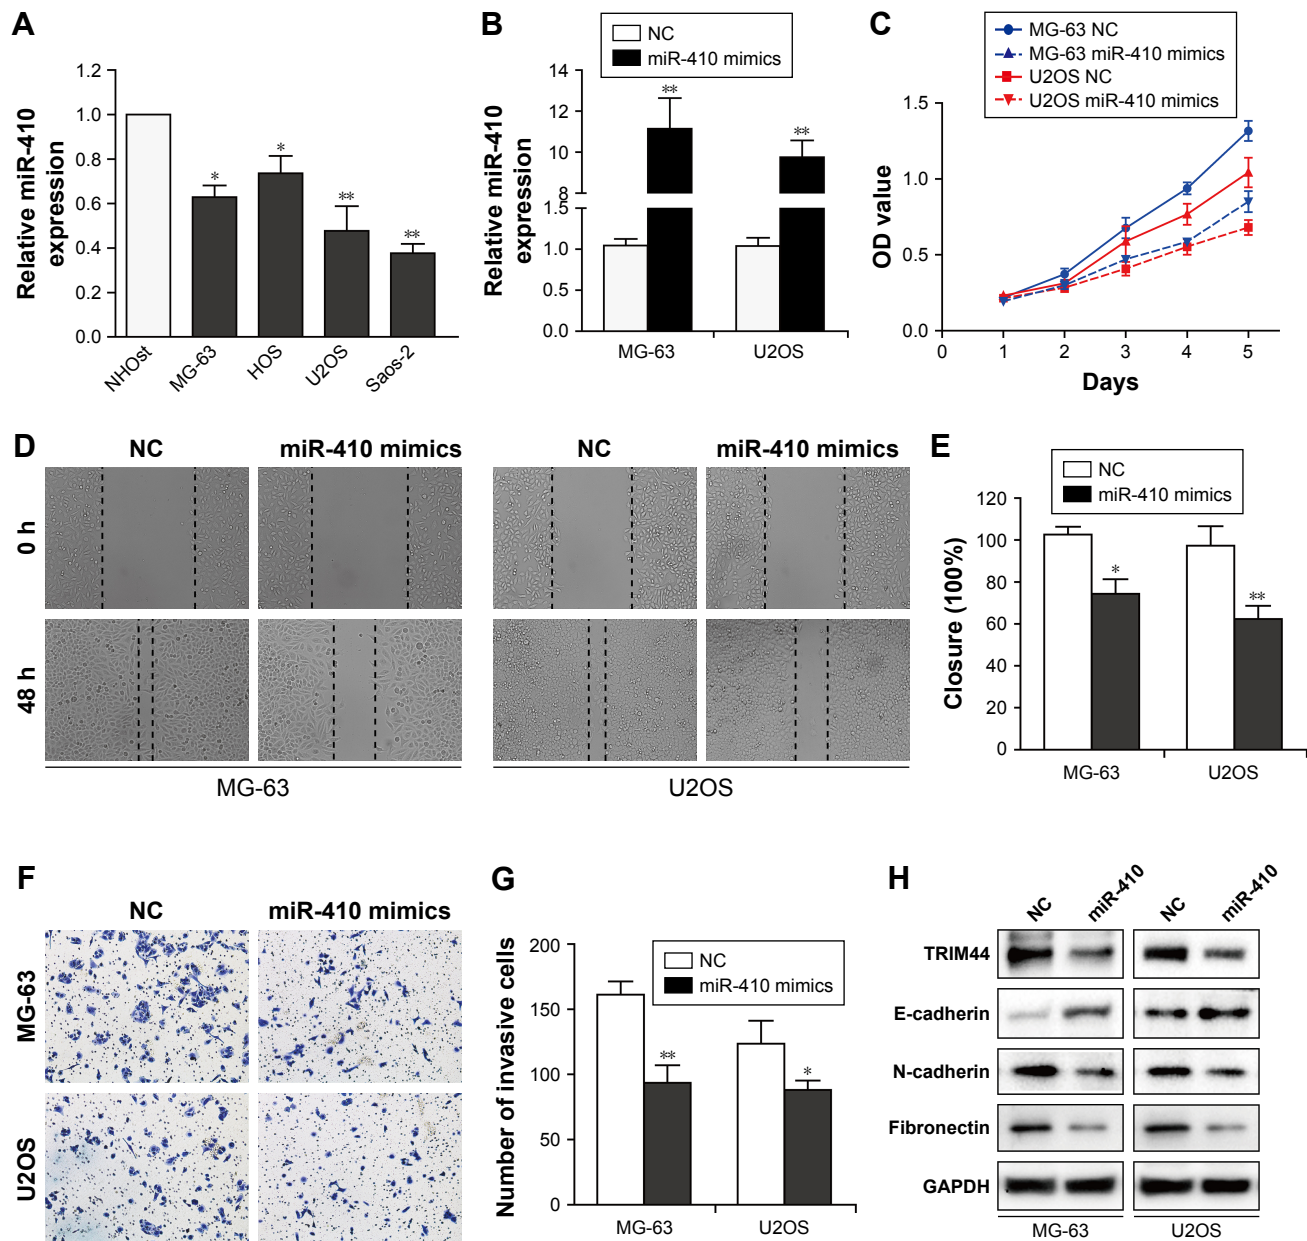 A
Relative miR-410
expression
1.2
1.0
0.8
0.6
0.4
0.2
0.0
*
*
**
**
NHOst
MG-63
HOS
U2OS
Saos-2
B
NC
miR-410 mimics
Relative miR-410
expression
14
12
10
8
1.5
1.0
0.5
0.0
**
**
MG-63
U2OS
C
MG-63 NC
MG-63 miR-410 mimics
U2OS NC
U2OS miR-410 mimics
OD value
1.5
1.0
0.5
0.0
0
1
2
3
4
5
Days
D
NC
miR-410 mimics
NC
miR-410 mimics
0 h
48 h
MG-63
U2OS
E
NC
miR-410 mimics
Closure (100%)
120
100
80
60
40
20
0
*
**
MG-63
U2OS
F
NC
miR-410 mimics
MG-63
U2OS
G
NC
miR-410 mimics
Number of invasive cells
200
150
100
50
0
**
*
MG-63
U2OS
H
NC
miR-410
NC
miR-410
TRIM44
E-cadherin
N-cadherin
Fibronectin
GAPDH
MG-63
U2OS